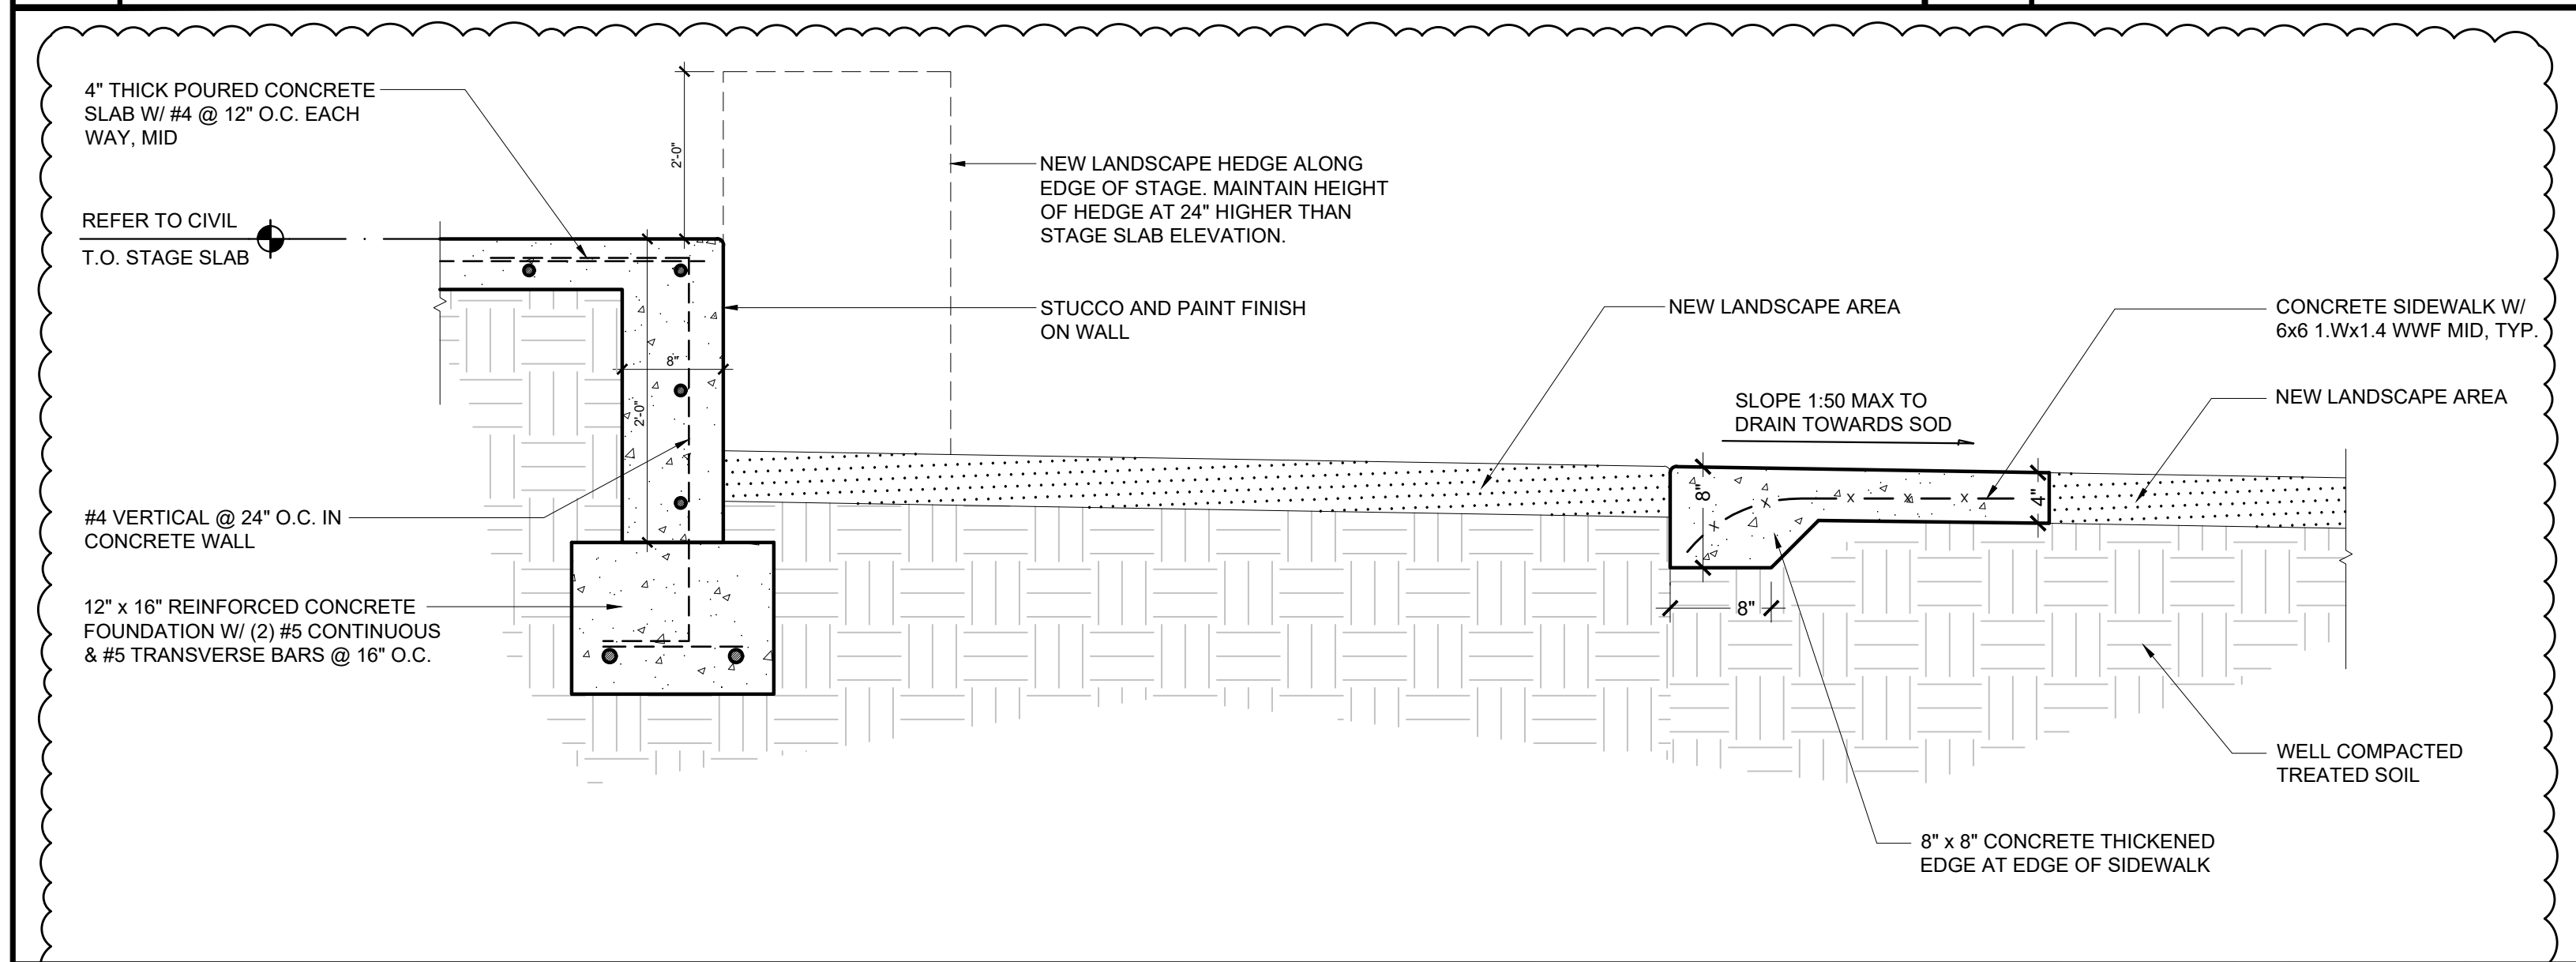 4" THICK POURED CONCRETE
SLAB W/ #4 @ 12" O.C. EACH
WAY, MID
REFER TO CIVIL
T.O. STAGE SLAB
2'-0"
NEW LANDSCAPE HEDGE ALONG
EDGE OF STAGE. MAINTAIN HEIGHT
OF HEDGE AT 24" HIGHER THAN
STAGE SLAB ELEVATION.
STUCCO AND PAINT FINISH
ON WALL
8"
2'-0"
#4 VERTICAL @ 24" O.C. IN
CONCRETE WALL
12" x 16" REINFORCED CONCRETE
FOUNDATION W/ (2) #5 CONTINUOUS
& #5 TRANSVERSE BARS @ 16" O.C.
NEW LANDSCAPE AREA
SLOPE 1:50 MAX TO
DRAIN TOWARDS SOD
CONCRETE SIDEWALK W/
6x6 1.Wx1.4 WWF MID, TYP.
NEW LANDSCAPE AREA
8"
X X X X X
4"
8"
WELL COMPACTED
TREATED SOIL
8" x 8" CONCRETE THICKENED
EDGE AT EDGE OF SIDEWALK